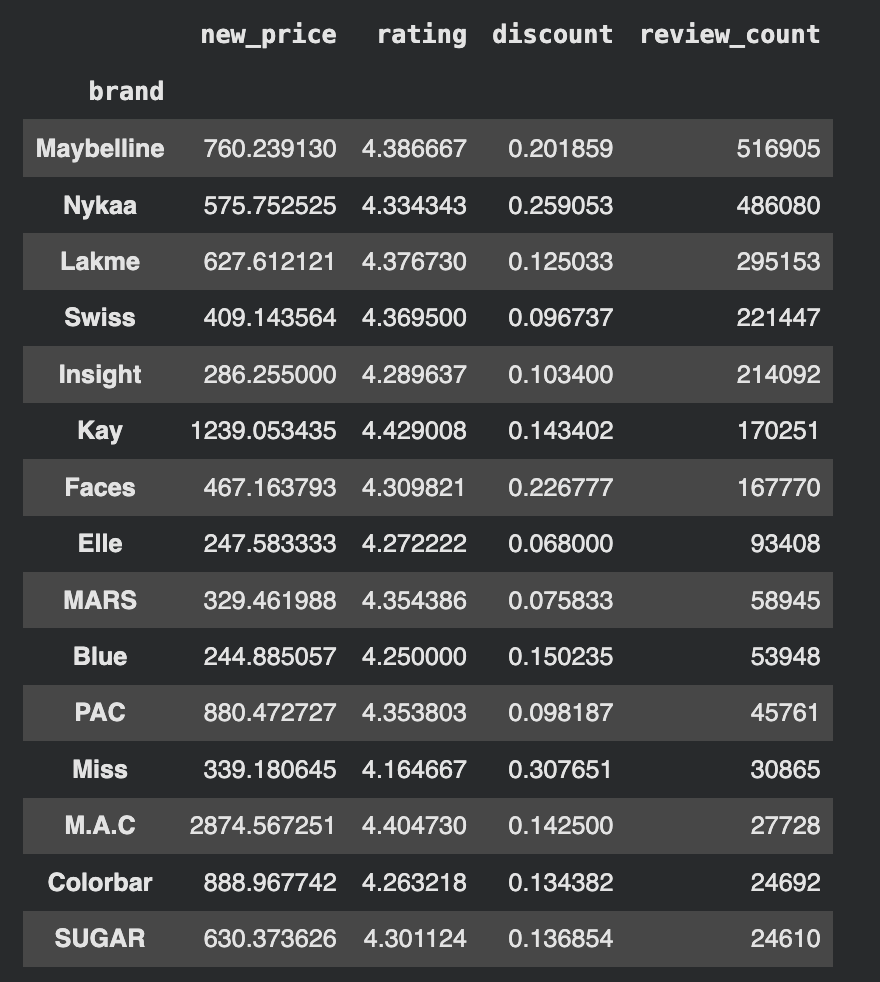 new_price rating discount review_count
brand
Maybelline 760.239130 4.386667 0.201859 516905
Nykaa 575.752525 4.334343 0.259053 486080
Lakme 627.612121 4.376730 0.125033 295153
Swiss 409.143564 4.369500 0.096737 221447
Insight 286.255000 4.289637 0.103400 214092
Kay 1239.053435 4.429008 0.143402 170251
Faces 467.163793 4.309821 0.226777 167770
Elle 247.583333 4.272222 0.068000 93408
MARS 329.461988 4.354386 0.075833 58945
Blue 244.885057 4.250000 0.150235 53948
PAC 880.472727 4.353803 0.098187 45761
Miss 339.180645 4.164667 0.307651 30865
M.A.C 2874.567251 4.404730 0.142500 27728
Colorbar 888.967742 4.263218 0.134382 24692
SUGAR 630.373626 4.301124 0.136854 24610